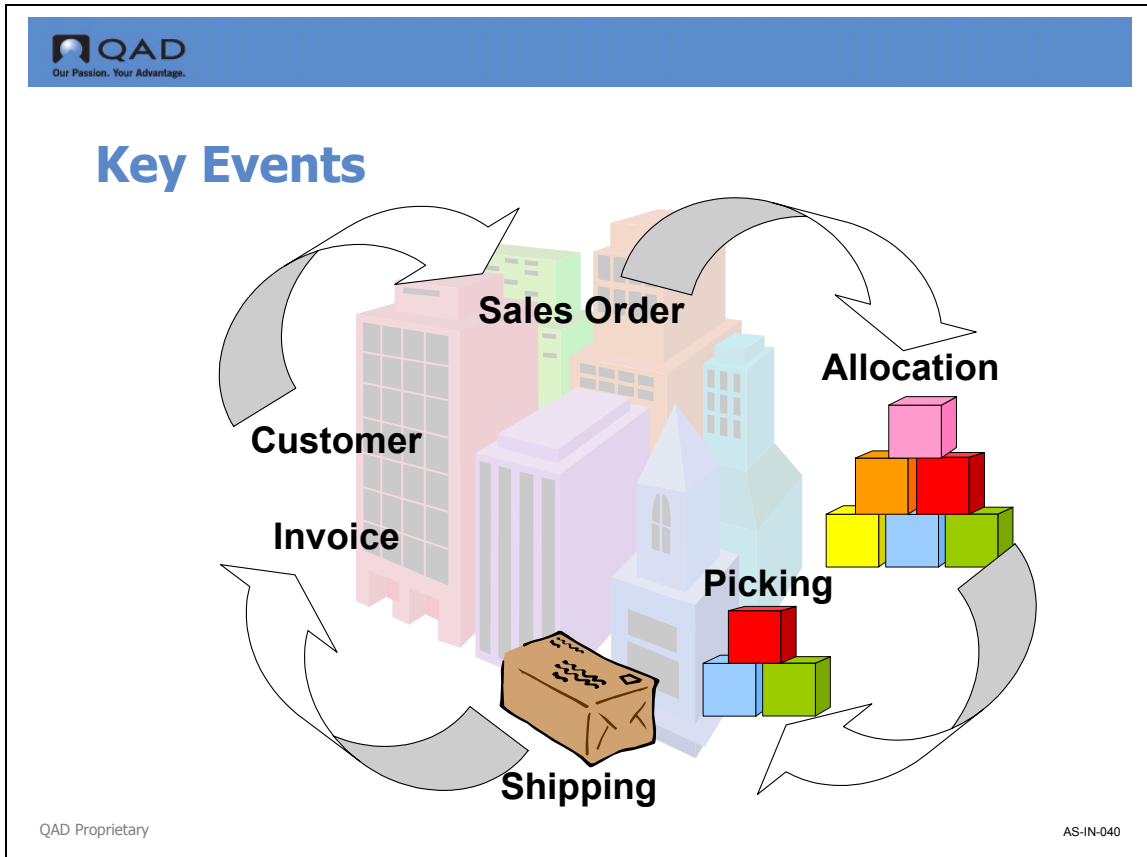 QAD
Our Passion. Your Advantage.
Key Events
Sales Order
Allocation
Customer
Invoice
Picking
Shipping
QAD Proprietary
AS-IN-040